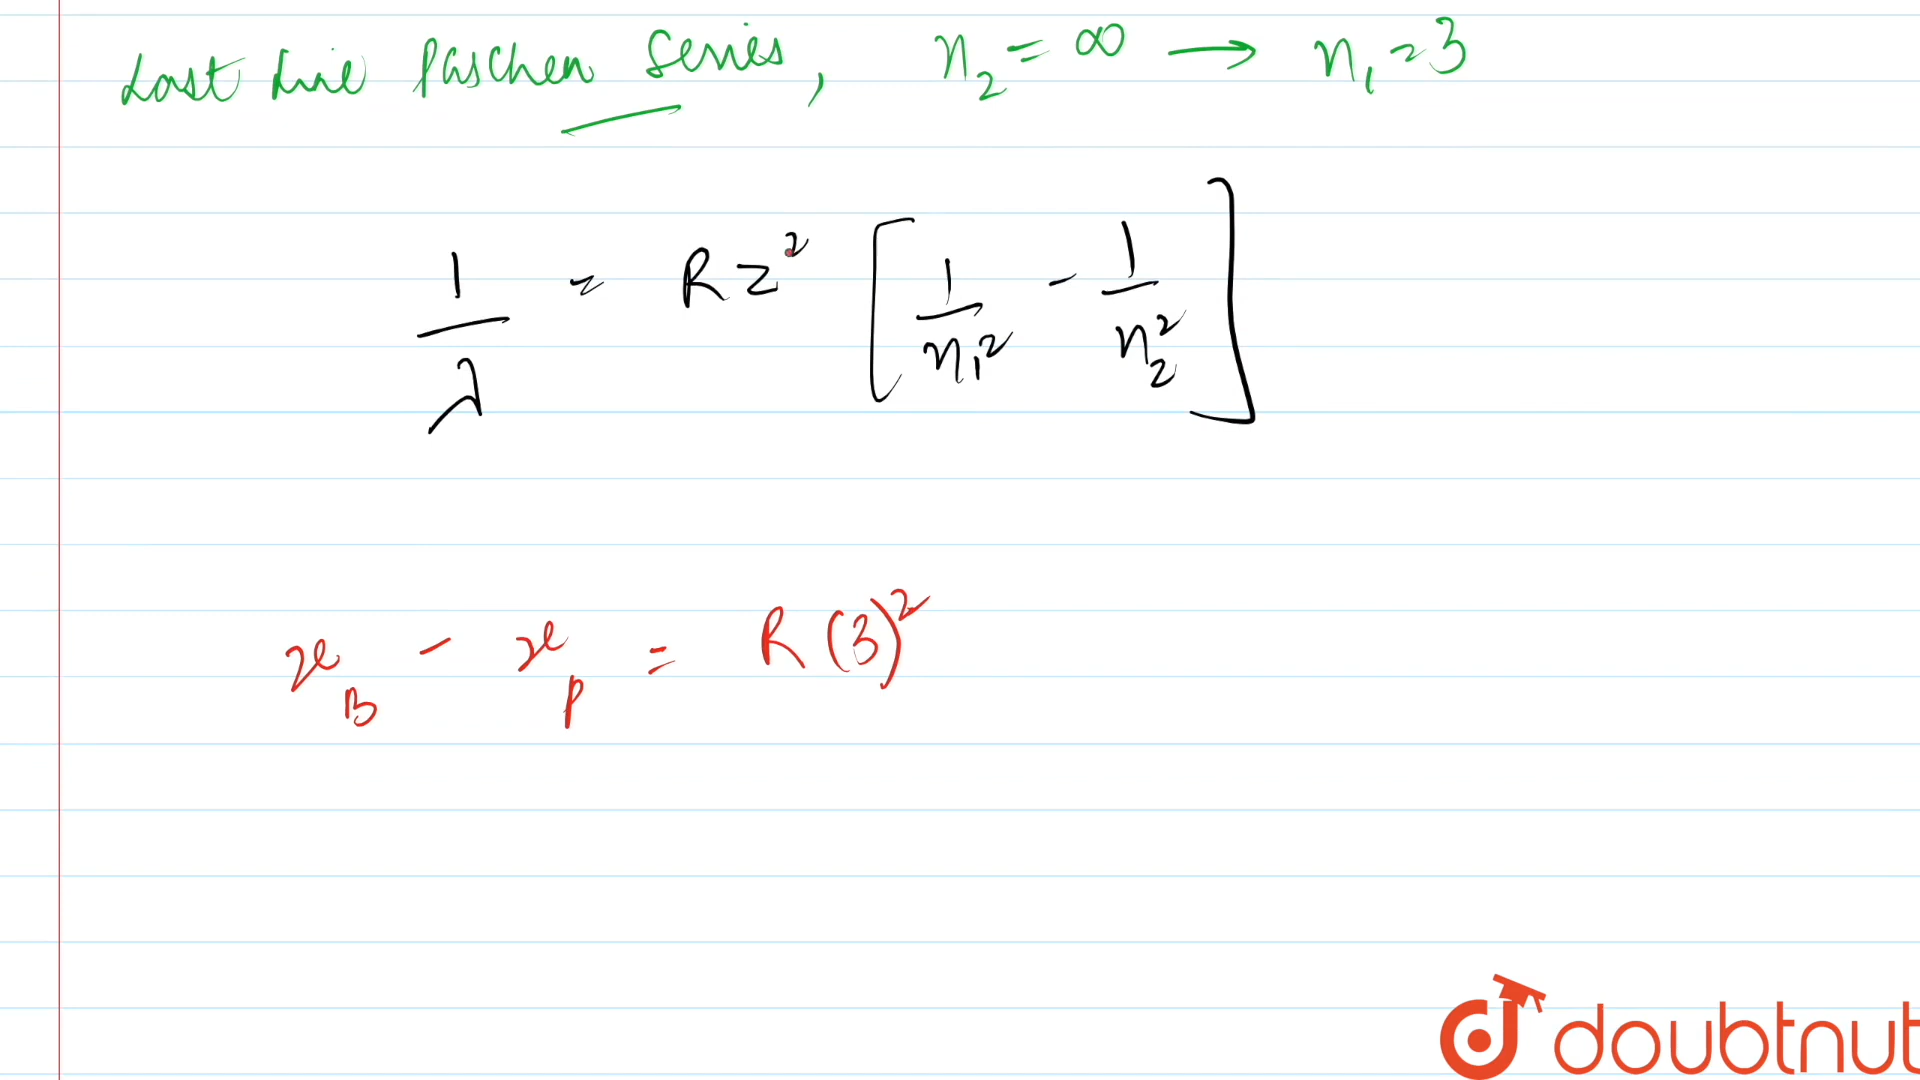 Last line Paschen Series, n₂ = ∞ → n₁ = 3
1/λ = RZ² [1/n₁² - 1/n₂²]
x_B - x_P = R(3)²
doubtnut